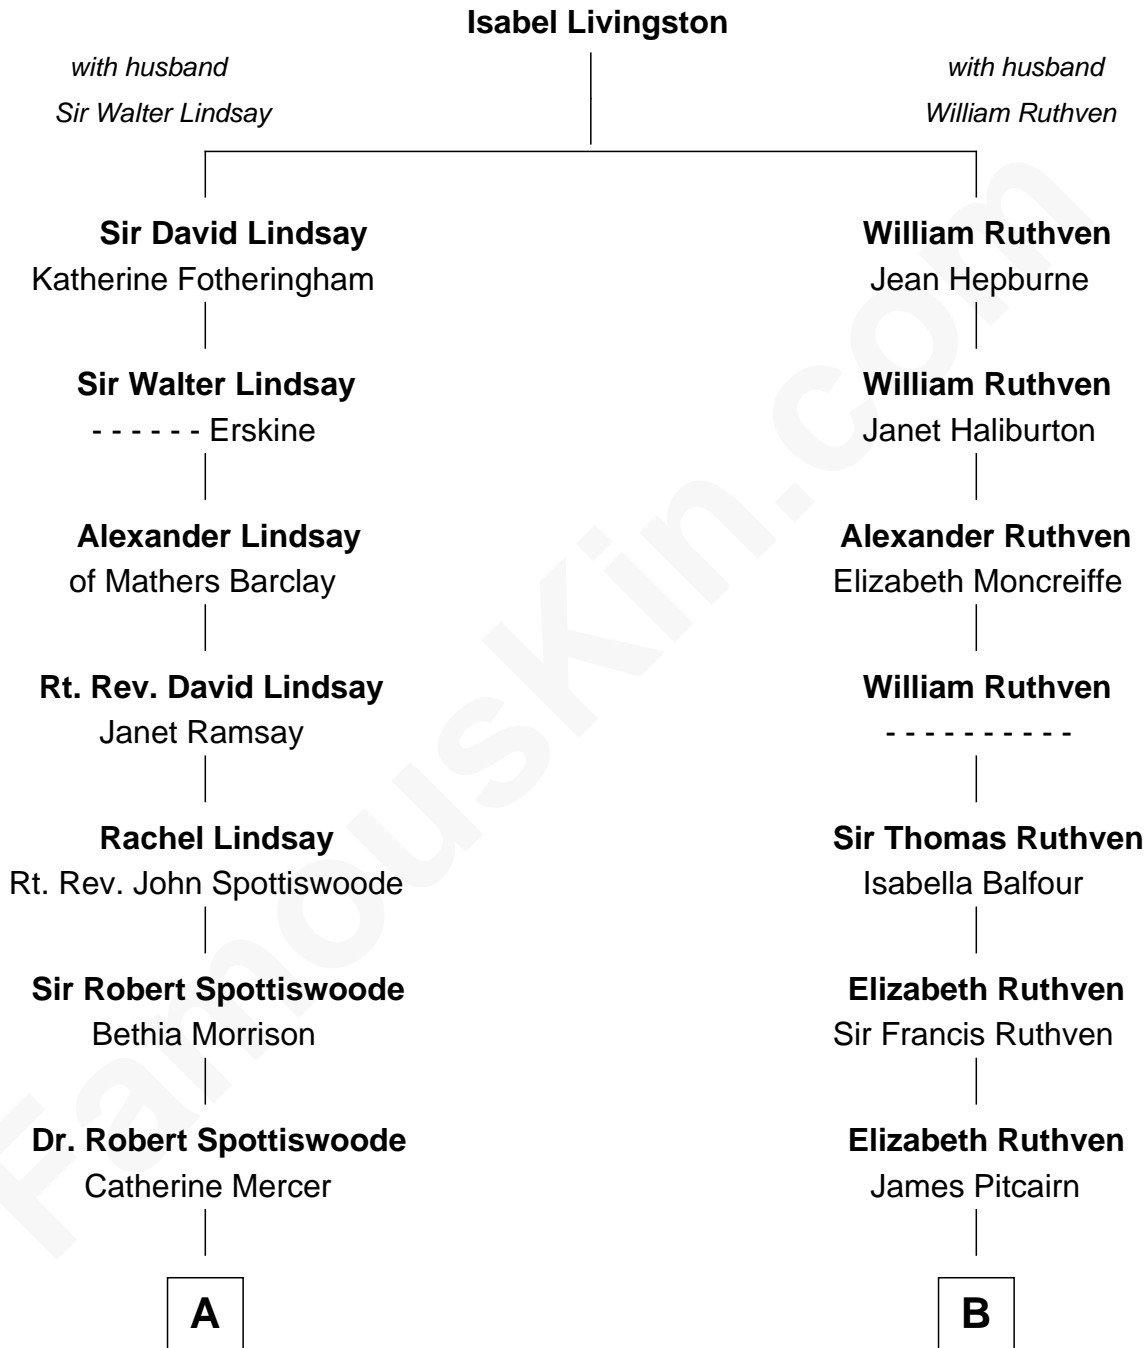 Isabel Livingston
with husband
Sir Walter Lindsay
with husband
William Ruthven
Sir David Lindsay
Katherine Fotheringham
William Ruthven
Jean Hepburne
Sir Walter Lindsay
- - - - - - Erskine
William Ruthven
Janet Haliburton
Alexander Lindsay
of Mathers Barclay
Alexander Ruthven
Elizabeth Moncreiffe
Rt. Rev. David Lindsay
Janet Ramsay
William Ruthven
- - - - - - - - - -
Rachel Lindsay
Rt. Rev. John Spottiswoode
Sir Thomas Ruthven
Isabella Balfour
Sir Robert Spottiswoode
Bethia Morrison
Elizabeth Ruthven
Sir Francis Ruthven
Dr. Robert Spottiswoode
Catherine Mercer
Elizabeth Ruthven
James Pitcairn
A
B
FamousKin.com